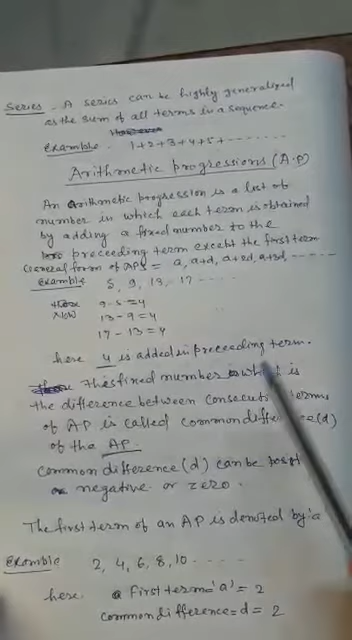 Series - A series can be highly generalized
as the sum of all terms in a sequence.
Example - 1+2+3+4+5+.......
Arithmetic progressions (A.P)
An Arithmetic progression is a list of
number in which each term is obtained
by adding a fixed number to the
preceeding term except the first term
General form of APs = a, a+d, a+2d, a+3d, .....
Example 5, 9, 13, 17 .....
9-5=4
Now 13-9=4
17-13=4
here 4 is added in preceeding term.
the fixed number which is
the difference between Consecu terms
of AP is called common difference (d)
of the AP.
Common difference (d) can be posit
negative or zero.
The first term of an AP is denoted by 'a
Example 2, 4, 6, 8, 10 .....
here. first term 'a' = 2
common difference = d = 2